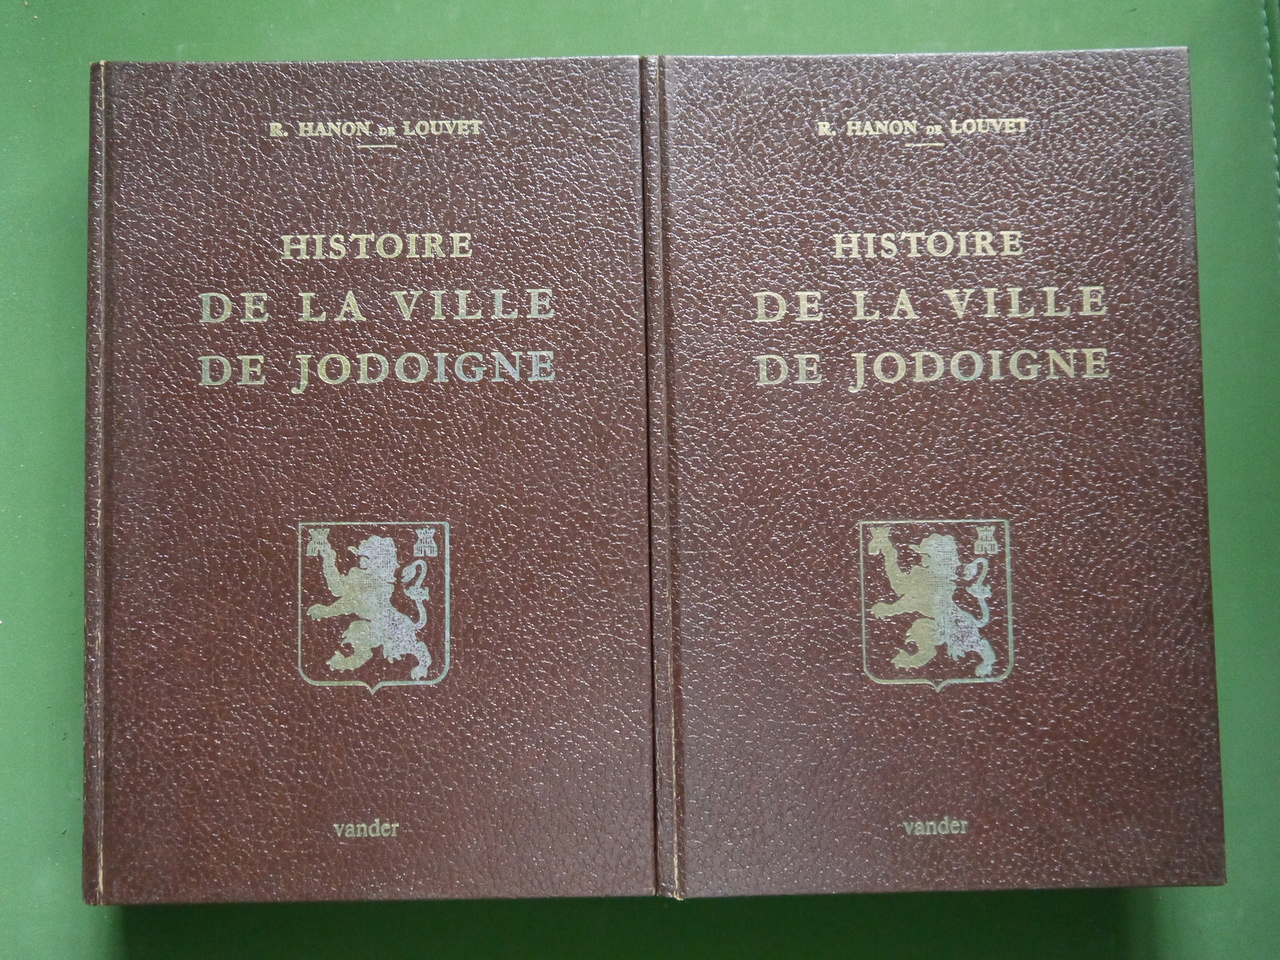 R. HANON DE LOUVET
HISTOIRE
DE LA VILLE
DE JODOIGNE
vander
R. HANON DE LOUVET
HISTOIRE
DE LA VILLE
DE JODOIGNE
vander